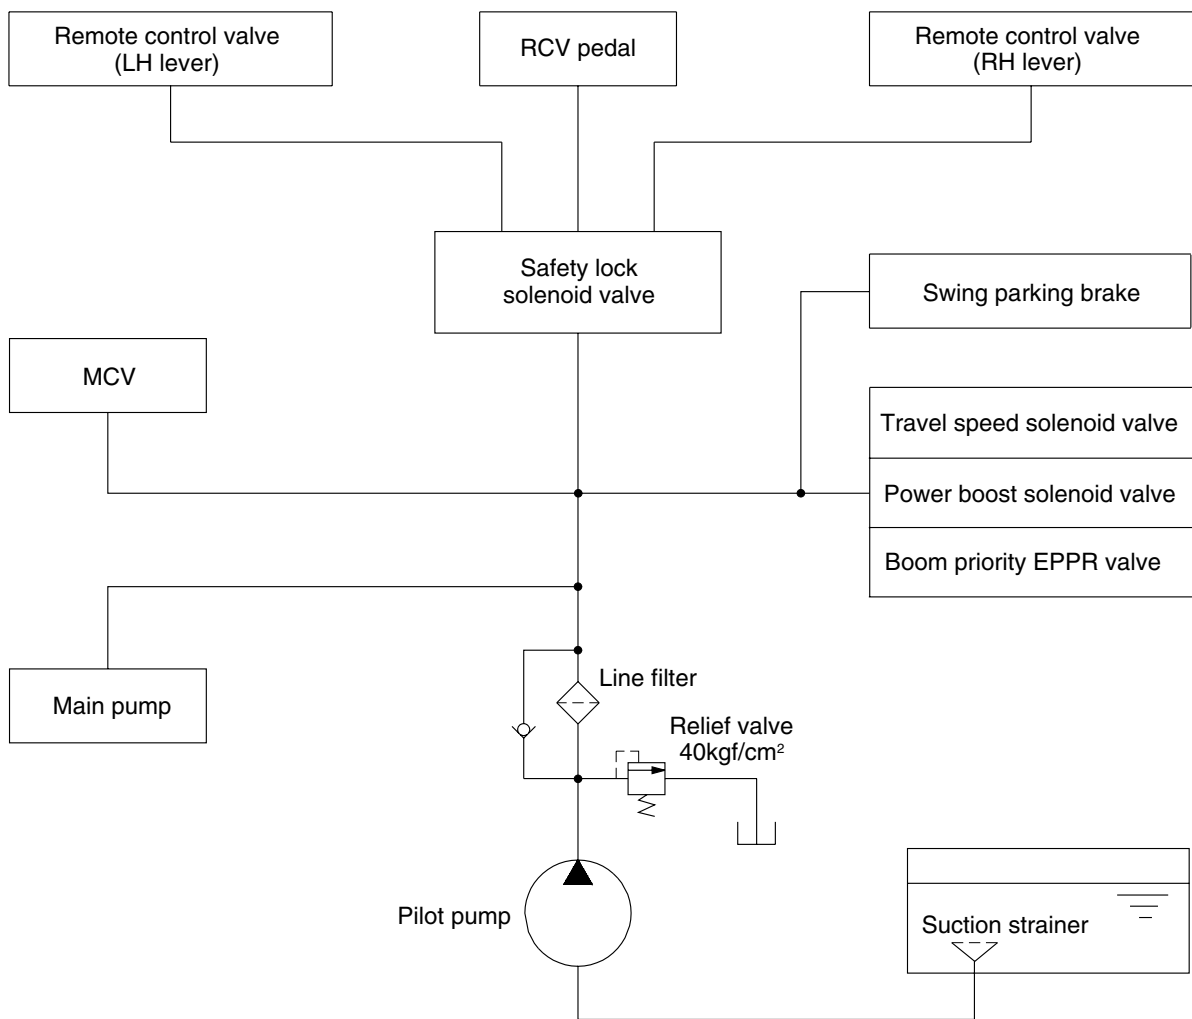 Remote control valve
(LH lever)
RCV pedal
Remote control valve
(RH lever)
Safety lock
solenoid valve
Swing parking brake
MCV
Travel speed solenoid valve
Power boost solenoid valve
Boom priority EPPR valve
Main pump
Line filter
Relief valve
40kgf/cm²
Pilot pump
Suction strainer